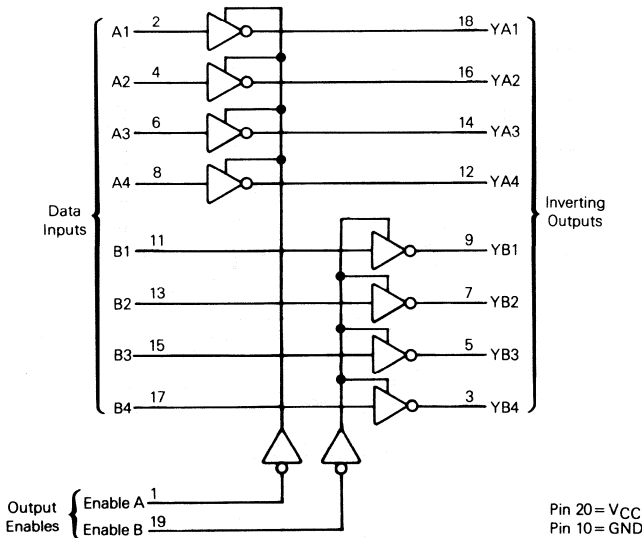 A1 2 18 YA1
A2 4 16 YA2
A3 6 14 YA3
A4 8 12 YA4
Data
Inputs
Inverting
Outputs
B1 11 9 YB1
B2 13 7 YB2
B3 15 5 YB3
B4 17 3 YB4
Output
Enables
Enable A 1
Enable B 19
Pin 20 = VCC
Pin 10 = GND